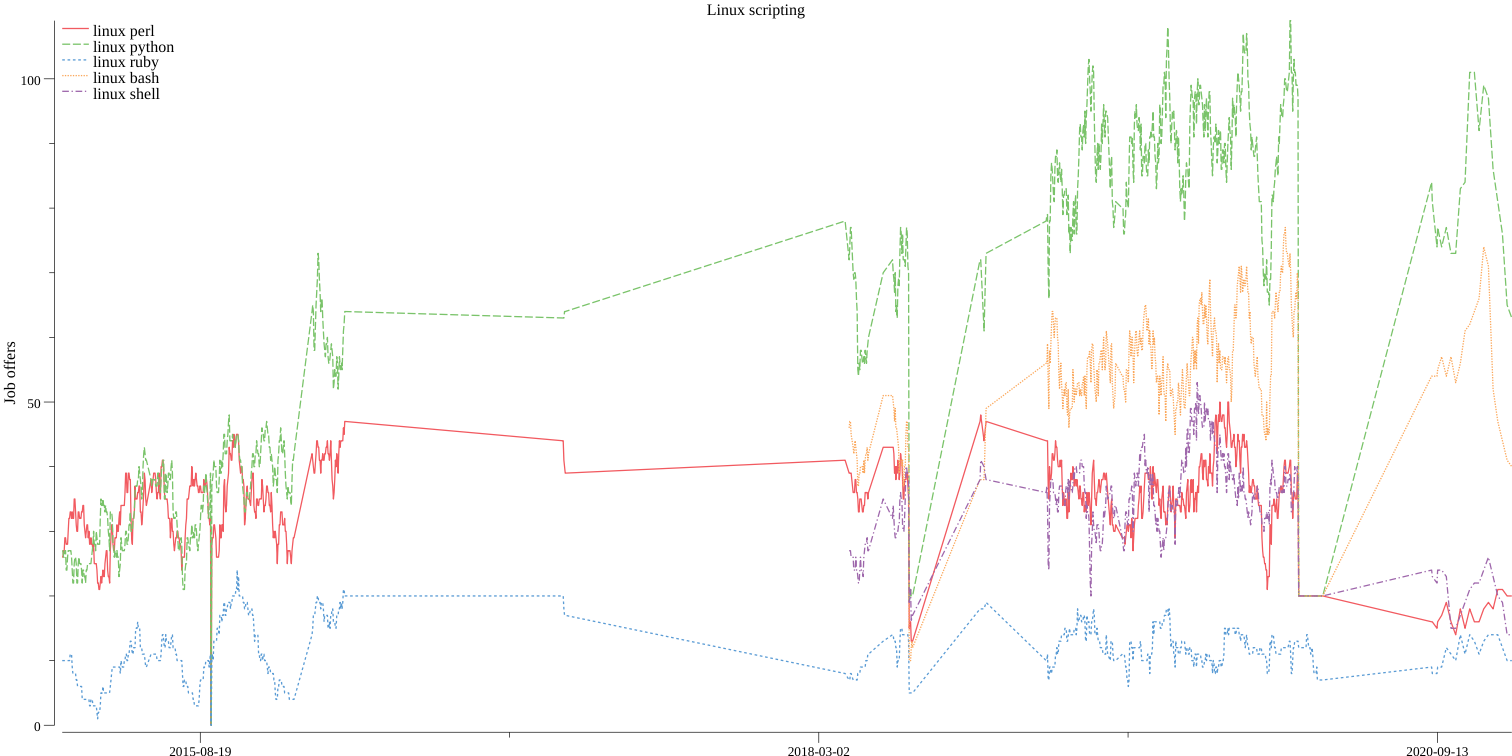 Linux scripting
linux perl
linux python
linux ruby
linux bash
linux shell
100
50
0
Job offers
2015-08-19
2018-03-02
2020-09-13